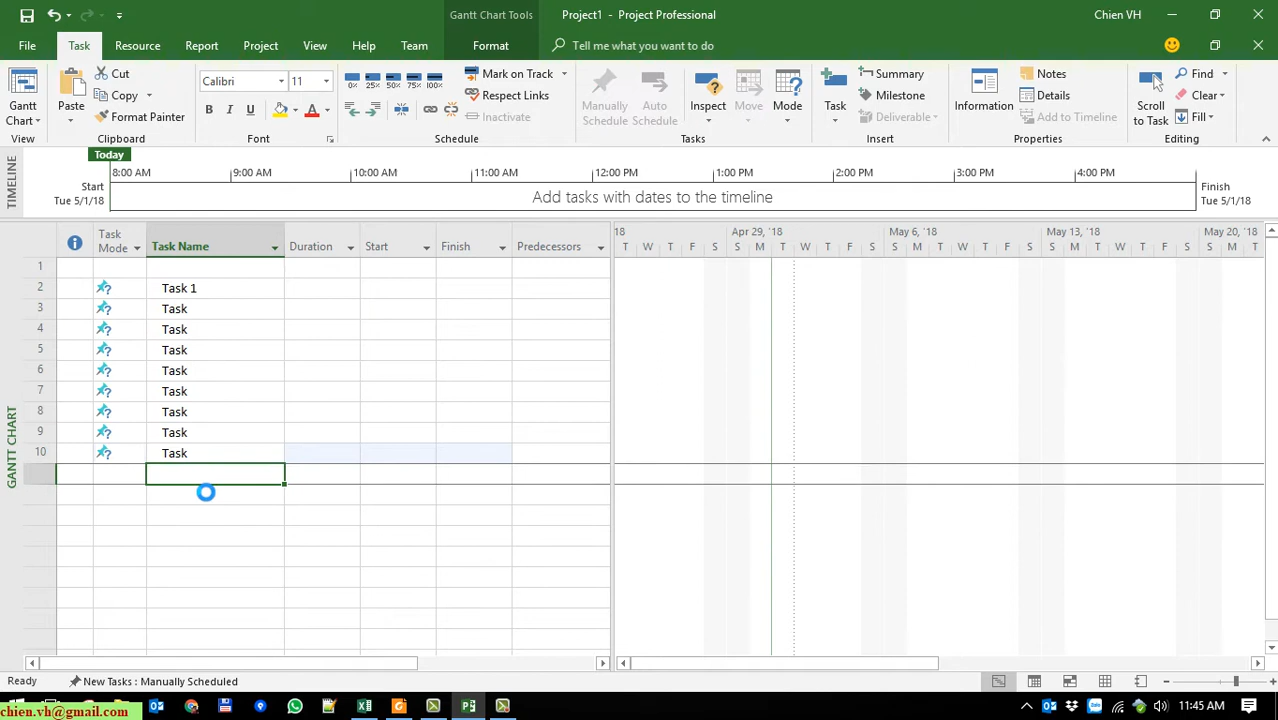 Gantt Chart Tools
Project1 - Project Professional
Chien VH
File
Task
Resource
Report
Project
View
Help
Team
Format
Tell me what you want to do
Gantt
Chart
View
Paste
Cut
Copy
Format Painter
Clipboard
Calibri
11
B I U
A
Font
0% 25% 50% 75% 100%
Mark on Track
Respect Links
Inactivate
Schedule
Manually
Schedule
Auto
Schedule
Inspect
Move
Mode
Tasks
Task
Summary
Milestone
Deliverable
Insert
Information
Notes
Details
Add to Timeline
Properties
Scroll
to Task
Find
Clear
Fill
Editing
TIMELINE
Today
8:00 AM 9:00 AM 10:00 AM 11:00 AM 12:00 PM 1:00 PM 2:00 PM 3:00 PM 4:00 PM
Start
Tue 5/1/18
Add tasks with dates to the timeline
Finish
Tue 5/1/18
GANTT CHART
Task
Mode
Task Name
Duration
Start
Finish
Predecessors
'18 Apr 29, '18 May 6, '18 May 13, '18 May 20, '18
T W T F S S M T W T F S S M T W T F S S M T W T F S S M T
1
2 Task 1
3 Task
4 Task
5 Task
6 Task
7 Task
8 Task
9 Task
10 Task
Ready
New Tasks : Manually Scheduled
chien.vh@gmail.com
11:45 AM